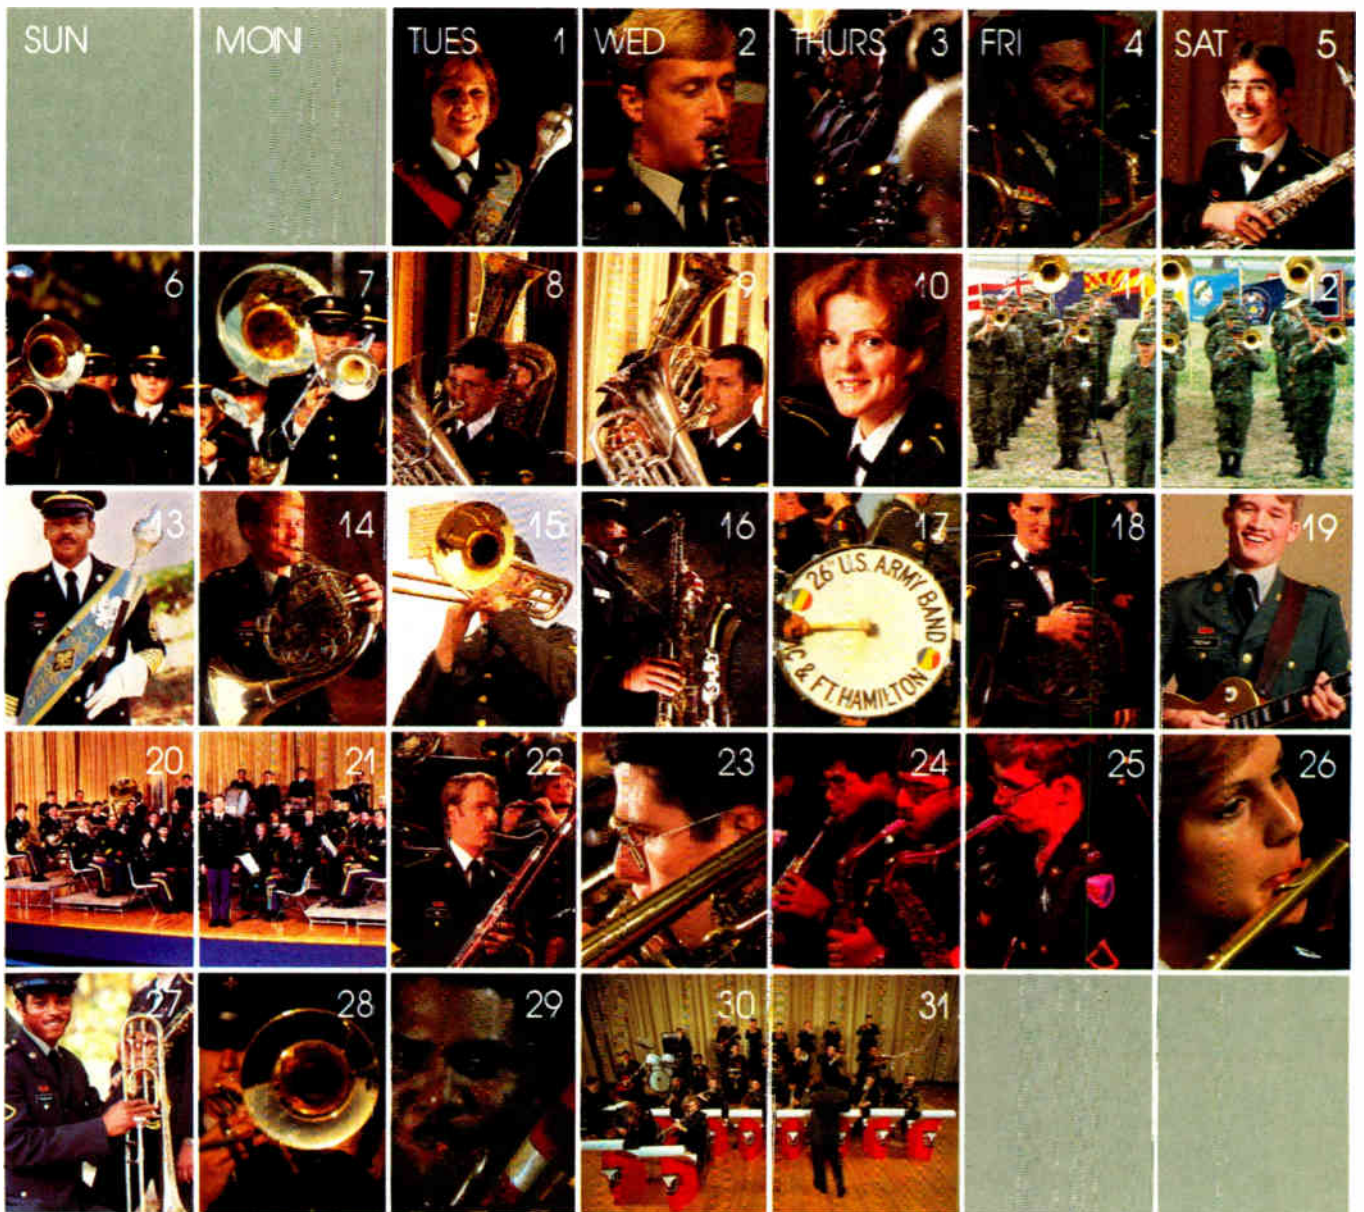 SUN MON TUES 1 WED 2 THURS 3 FRI 4 SAT 5
6 7 8 9 10 11 12
13 14 15 16 17 18 19
26TH U.S. ARMY BAND
& FT. HAMILTON
20 21 22 23 24 25 26
27 28 29 30 31